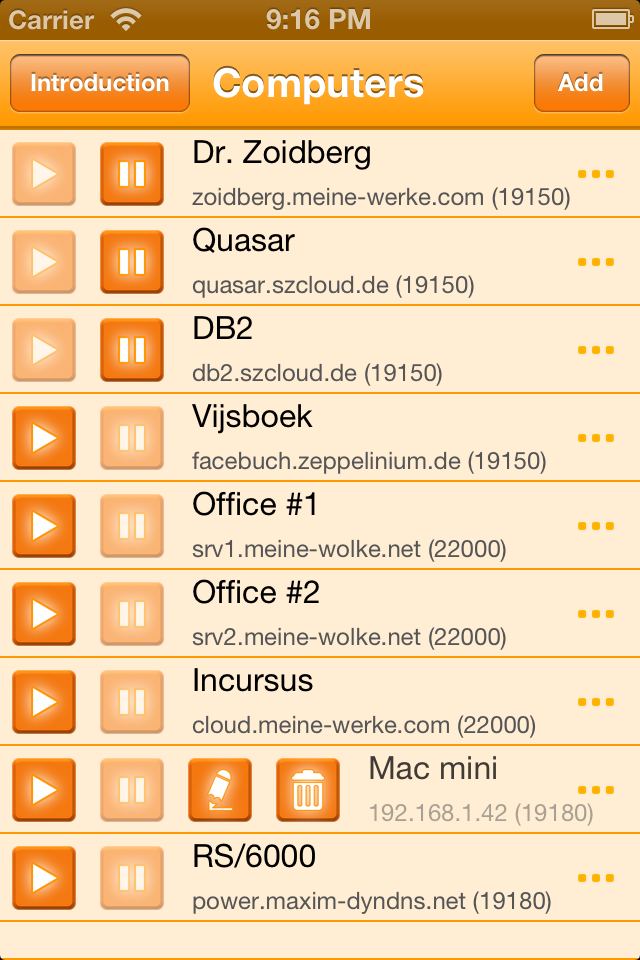 Carrier 9:16 PM
Introduction Computers Add
Dr. Zoidberg
zoidberg.meine-werke.com (19150)
Quasar
quasar.szcloud.de (19150)
DB2
db2.szcloud.de (19150)
Vijsboek
facebuch.zeppelinium.de (19150)
Office #1
srv1.meine-wolke.net (22000)
Office #2
srv2.meine-wolke.net (22000)
Incursus
cloud.meine-werke.com (22000)
Mac mini
192.168.1.42 (19180)
RS/6000
power.maxim-dyndns.net (19180)